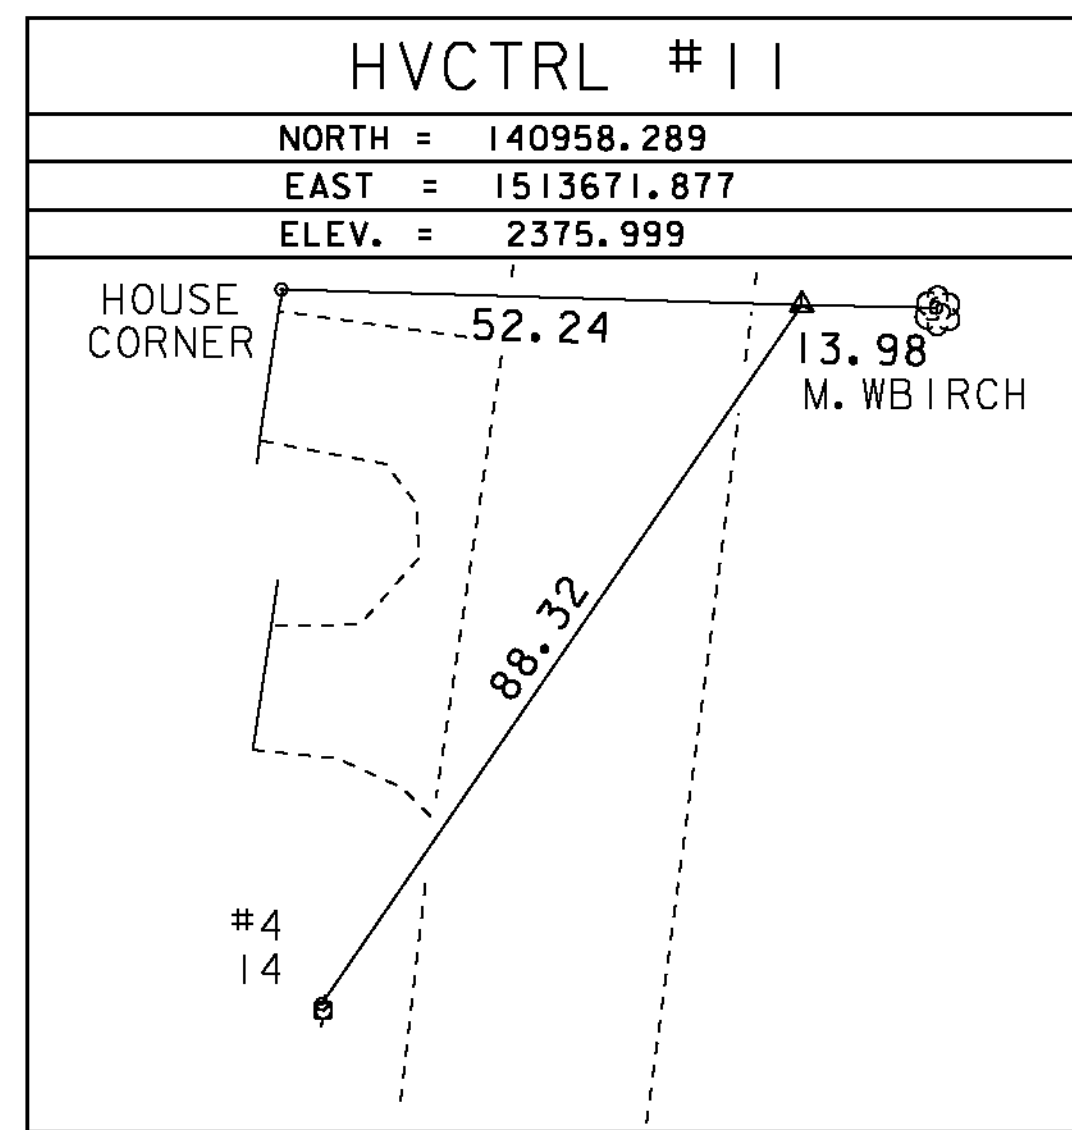 HVCTRL #11
NORTH = 140958.289
EAST = 1513671.877
ELEV. = 2375.999
HOUSE
CORNER
52.24
13.98
M. WBIRCH
88.32
#4
14